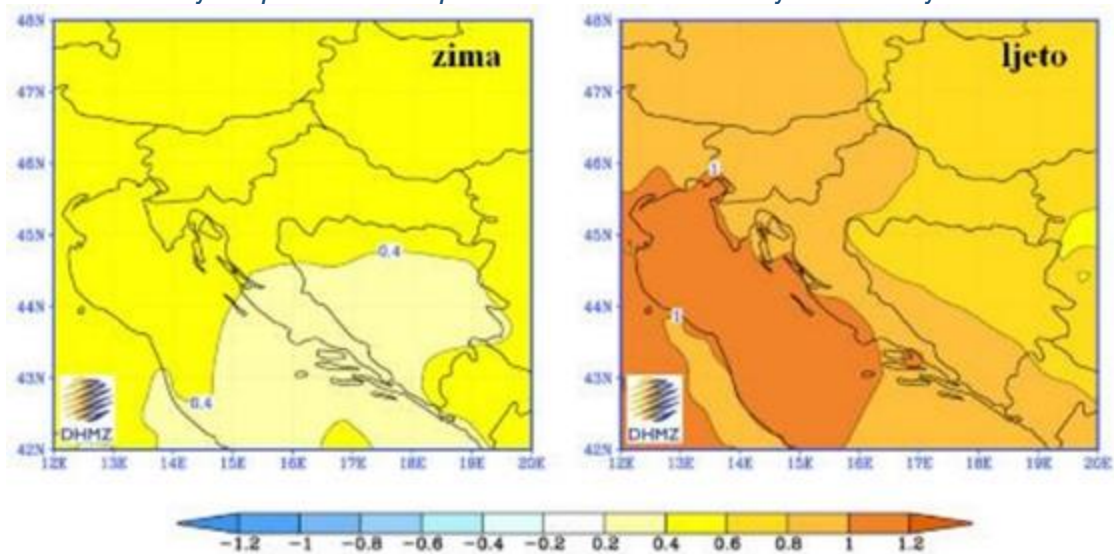 zima
ljeto
48N
47N
46N
45N
44N
43N
42N
12E 13E 14E 15E 16E 17E 18E 19E 20E
0.4
0.4
DHMZ
48N
47N
46N
45N
44N
43N
42N
12E 13E 14E 15E 16E 17E 18E 19E 20E
1
1
DHMZ
-1.2 -1 -0.8 -0.6 -0.4 -0.2 0.2 0.4 0.6 0.8 1 1.2